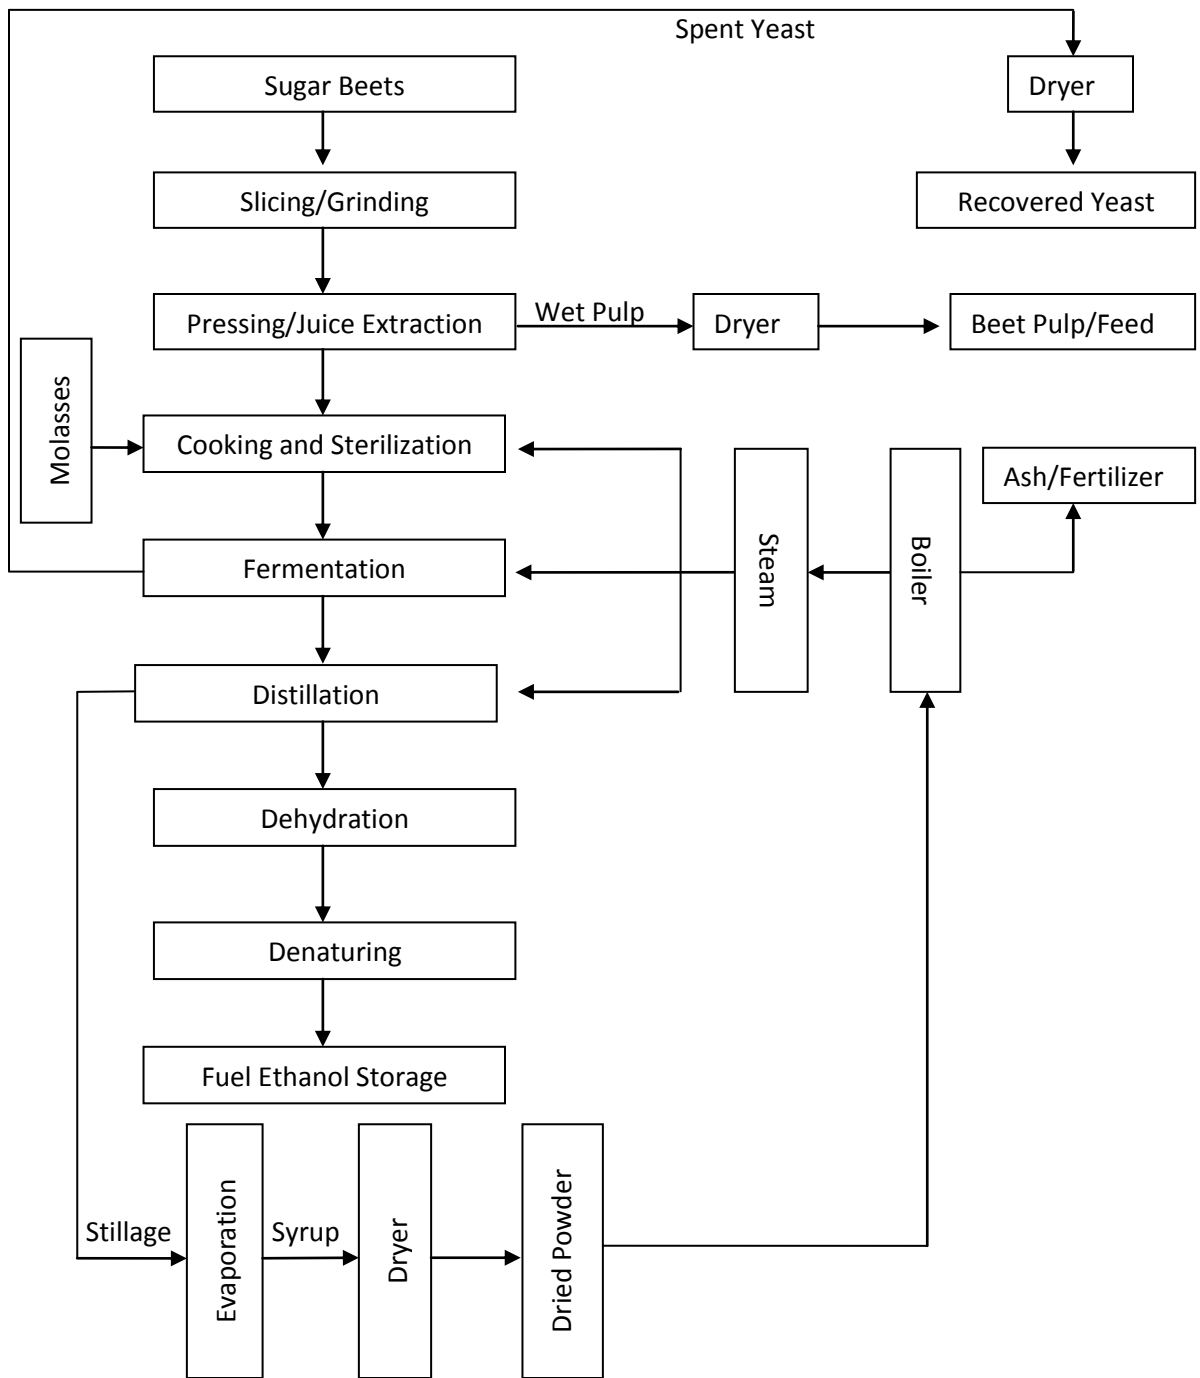 Spent Yeast
Sugar Beets
Dryer
Slicing/Grinding
Recovered Yeast
Pressing/Juice Extraction
Wet Pulp
Dryer
Beet Pulp/Feed
Molasses
Cooking and Sterilization
Ash/Fertilizer
Fermentation
Steam
Boiler
Distillation
Dehydration
Denaturing
Fuel Ethanol Storage
Stillage
Evaporation
Syrup
Dryer
Dried Powder